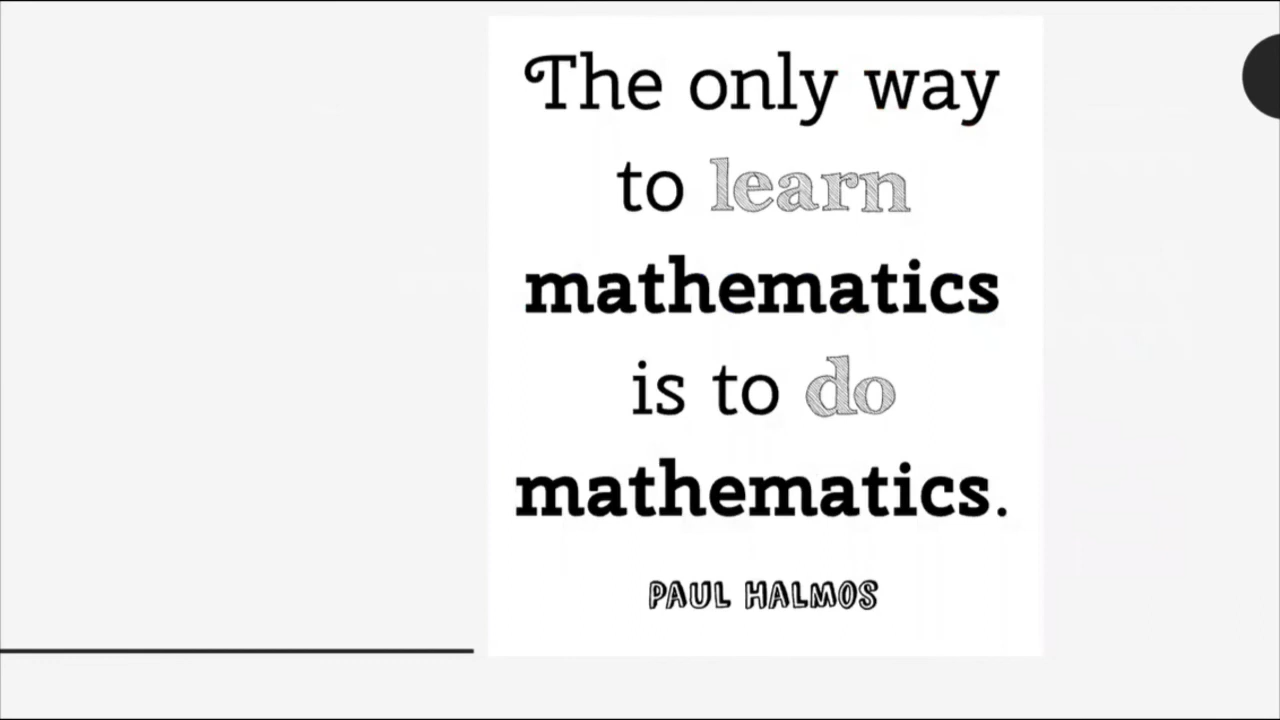 The only way
to learn
mathematics
is to do
mathematics.
PAUL HALMOS